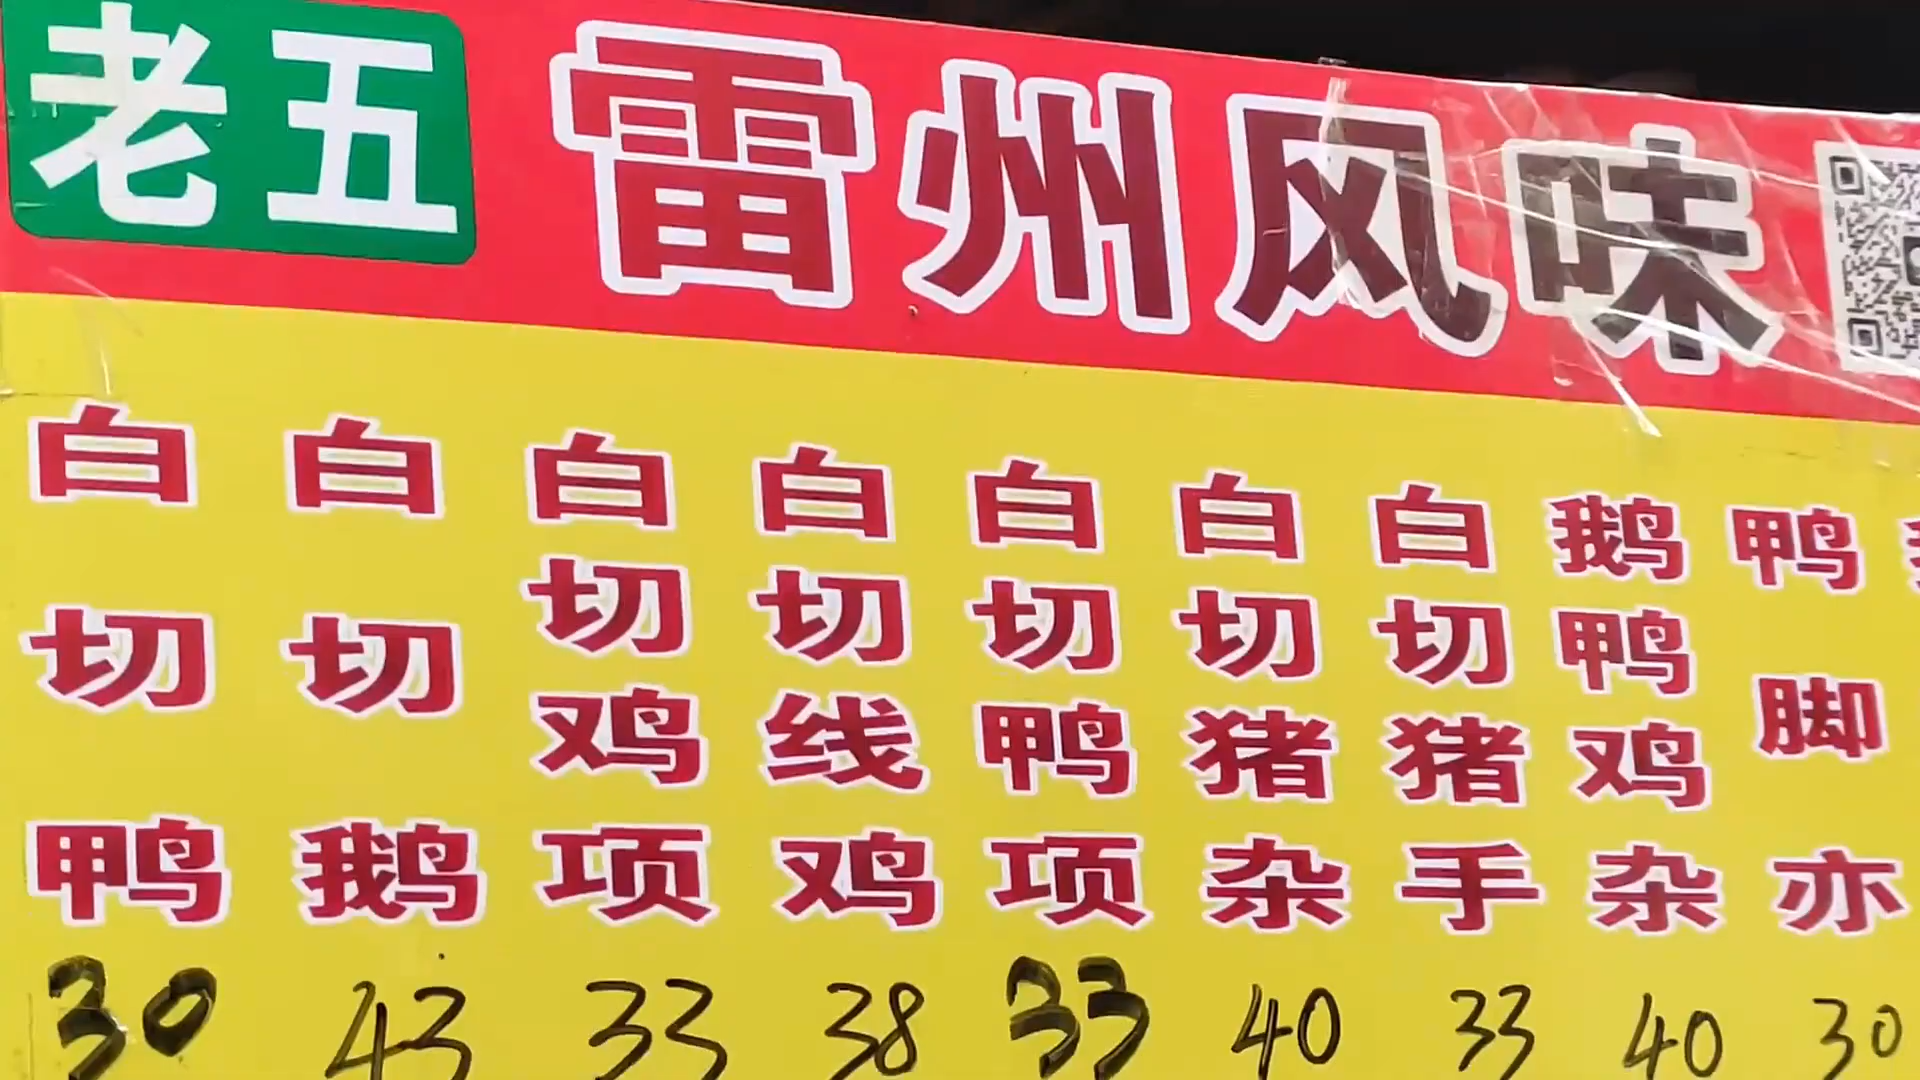 老五 雷州风味
白切鸭 30
白切鹅 43
白切鸡项 33
白切线鸡 38
白切鸭项 33
白切猪杂 40
白切猪手 33
鹅鸭鸡杂 40
鸭脚亦 30